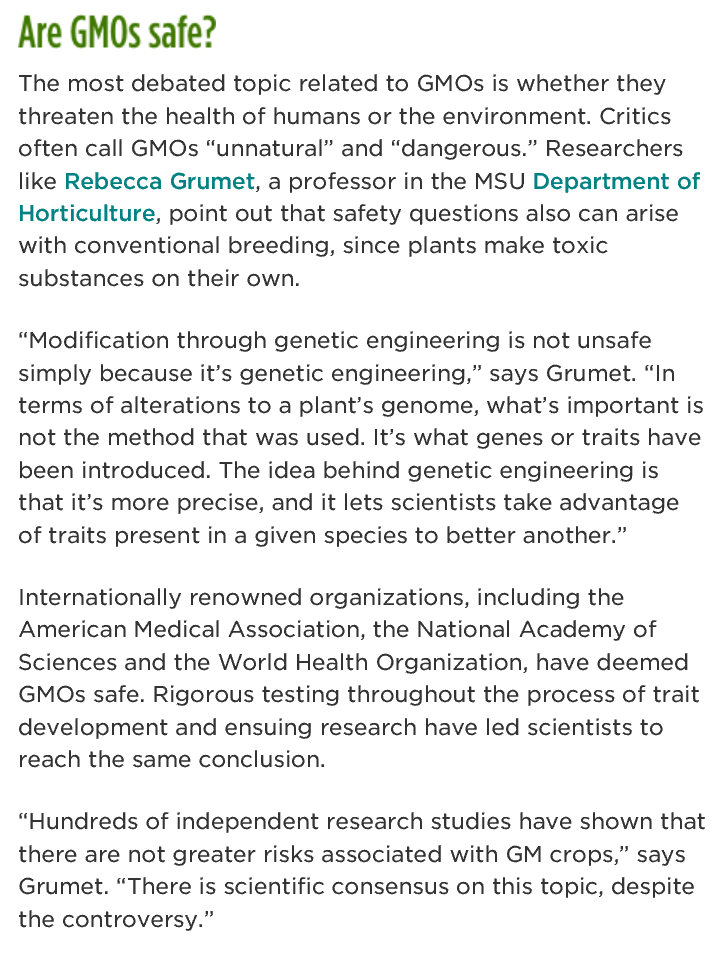 Are GMOs safe?
The most debated topic related to GMOs is whether they
threaten the health of humans or the environment. Critics
often call GMOs “unnatural” and “dangerous.” Researchers
like Rebecca Grumet, a professor in the MSU Department of
Horticulture, point out that safety questions also can arise
with conventional breeding, since plants make toxic
substances on their own.
“Modification through genetic engineering is not unsafe
simply because it’s genetic engineering,” says Grumet. “In
terms of alterations to a plant’s genome, what’s important is
not the method that was used. It’s what genes or traits have
been introduced. The idea behind genetic engineering is
that it’s more precise, and it lets scientists take advantage
of traits present in a given species to better another.”
Internationally renowned organizations, including the
American Medical Association, the National Academy of
Sciences and the World Health Organization, have deemed
GMOs safe. Rigorous testing throughout the process of trait
development and ensuing research have led scientists to
reach the same conclusion.
“Hundreds of independent research studies have shown that
there are not greater risks associated with GM crops,” says
Grumet. “There is scientific consensus on this topic, despite
the controversy.”